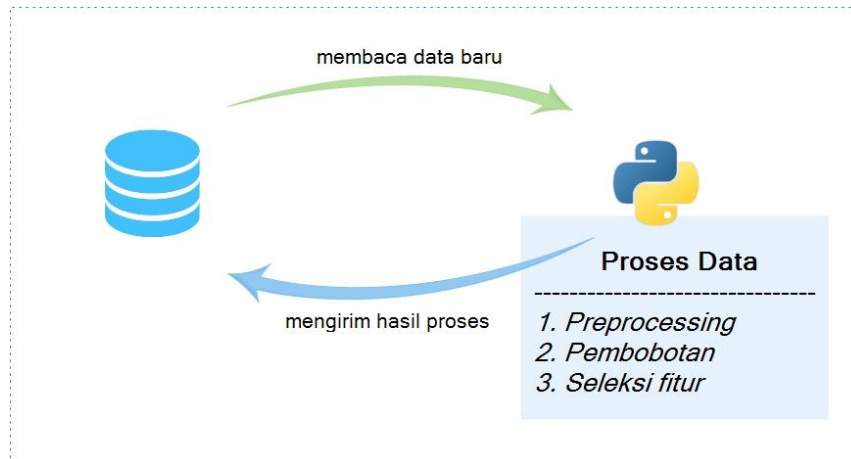 membaca data baru
Proses Data
--------------------------------
1. Preprocessing
2. Pembobotan
3. Seleksi fitur
mengirim hasil proses